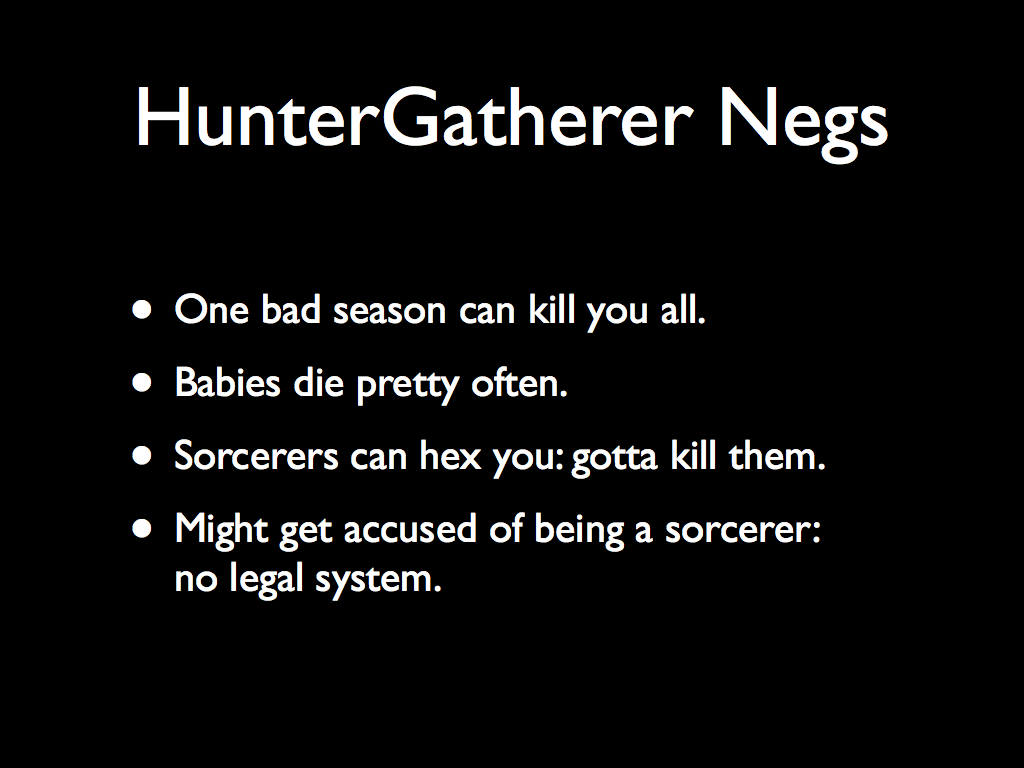 HunterGatherer Negs
• One bad season can kill you all.
• Babies die pretty often.
• Sorcerers can hex you: gotta kill them.
• Might get accused of being a sorcerer:
no legal system.